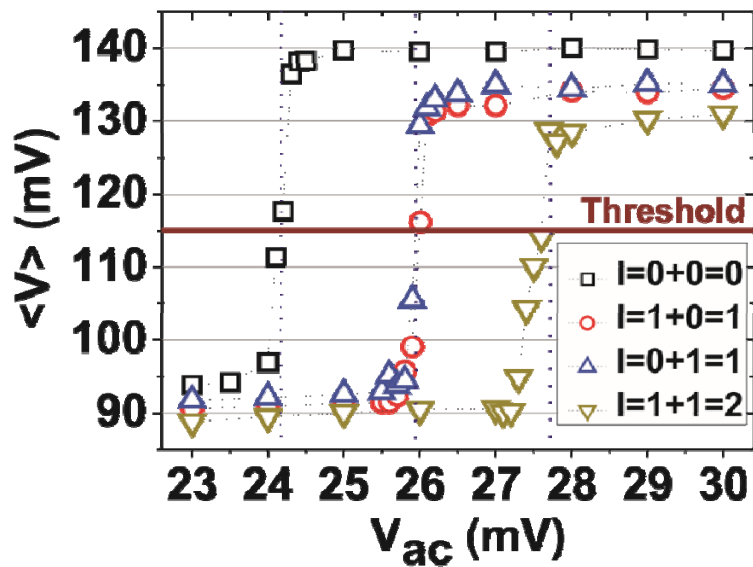 140
130
120
110
100
90
<V> (mV)
Threshold
I=0+0=0
I=1+0=1
I=0+1=1
I=1+1=2
23 24 25 26 27 28 29 30
Vac (mV)